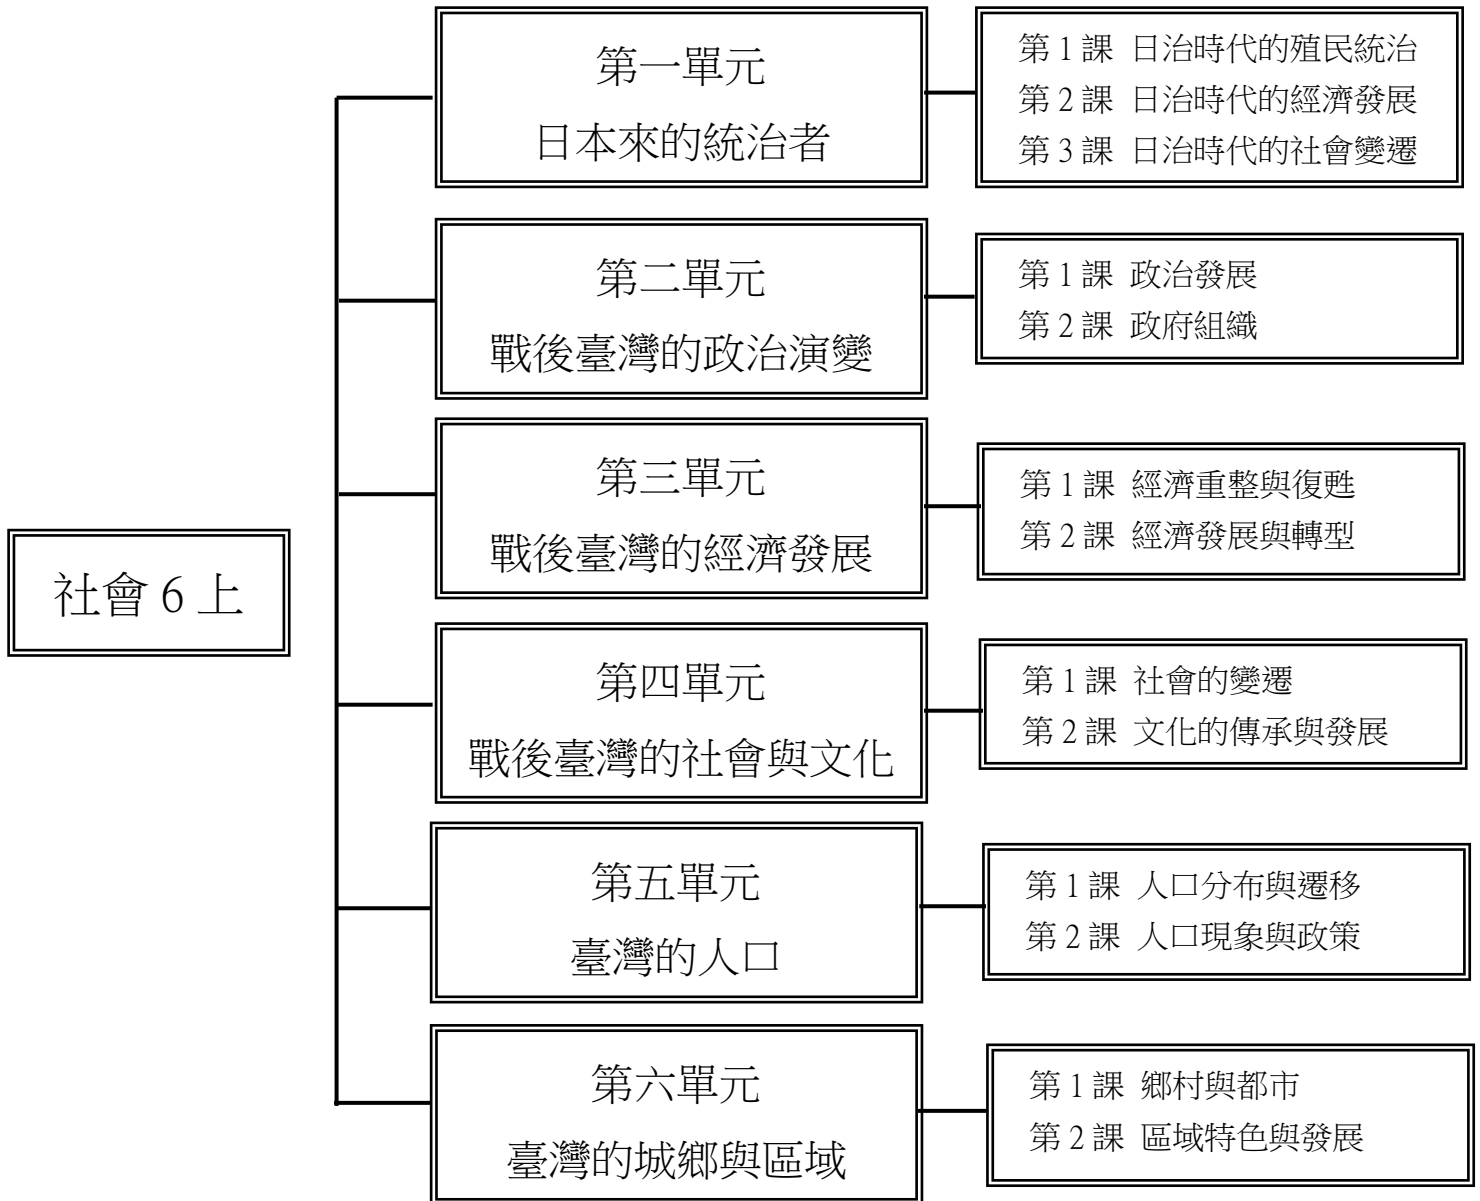 社會 6 上
第一單元
日本來的統治者
第 1 課 日治時代的殖民統治
第 2 課 日治時代的經濟發展
第 3 課 日治時代的社會變遷
第二單元
戰後臺灣的政治演變
第 1 課 政治發展
第 2 課 政府組織
第三單元
戰後臺灣的經濟發展
第 1 課 經濟重整與復甦
第 2 課 經濟發展與轉型
第四單元
戰後臺灣的社會與文化
第 1 課 社會的變遷
第 2 課 文化的傳承與發展
第五單元
臺灣的人口
第 1 課 人口分布與遷移
第 2 課 人口現象與政策
第六單元
臺灣的城鄉與區域
第 1 課 鄉村與都市
第 2 課 區域特色與發展